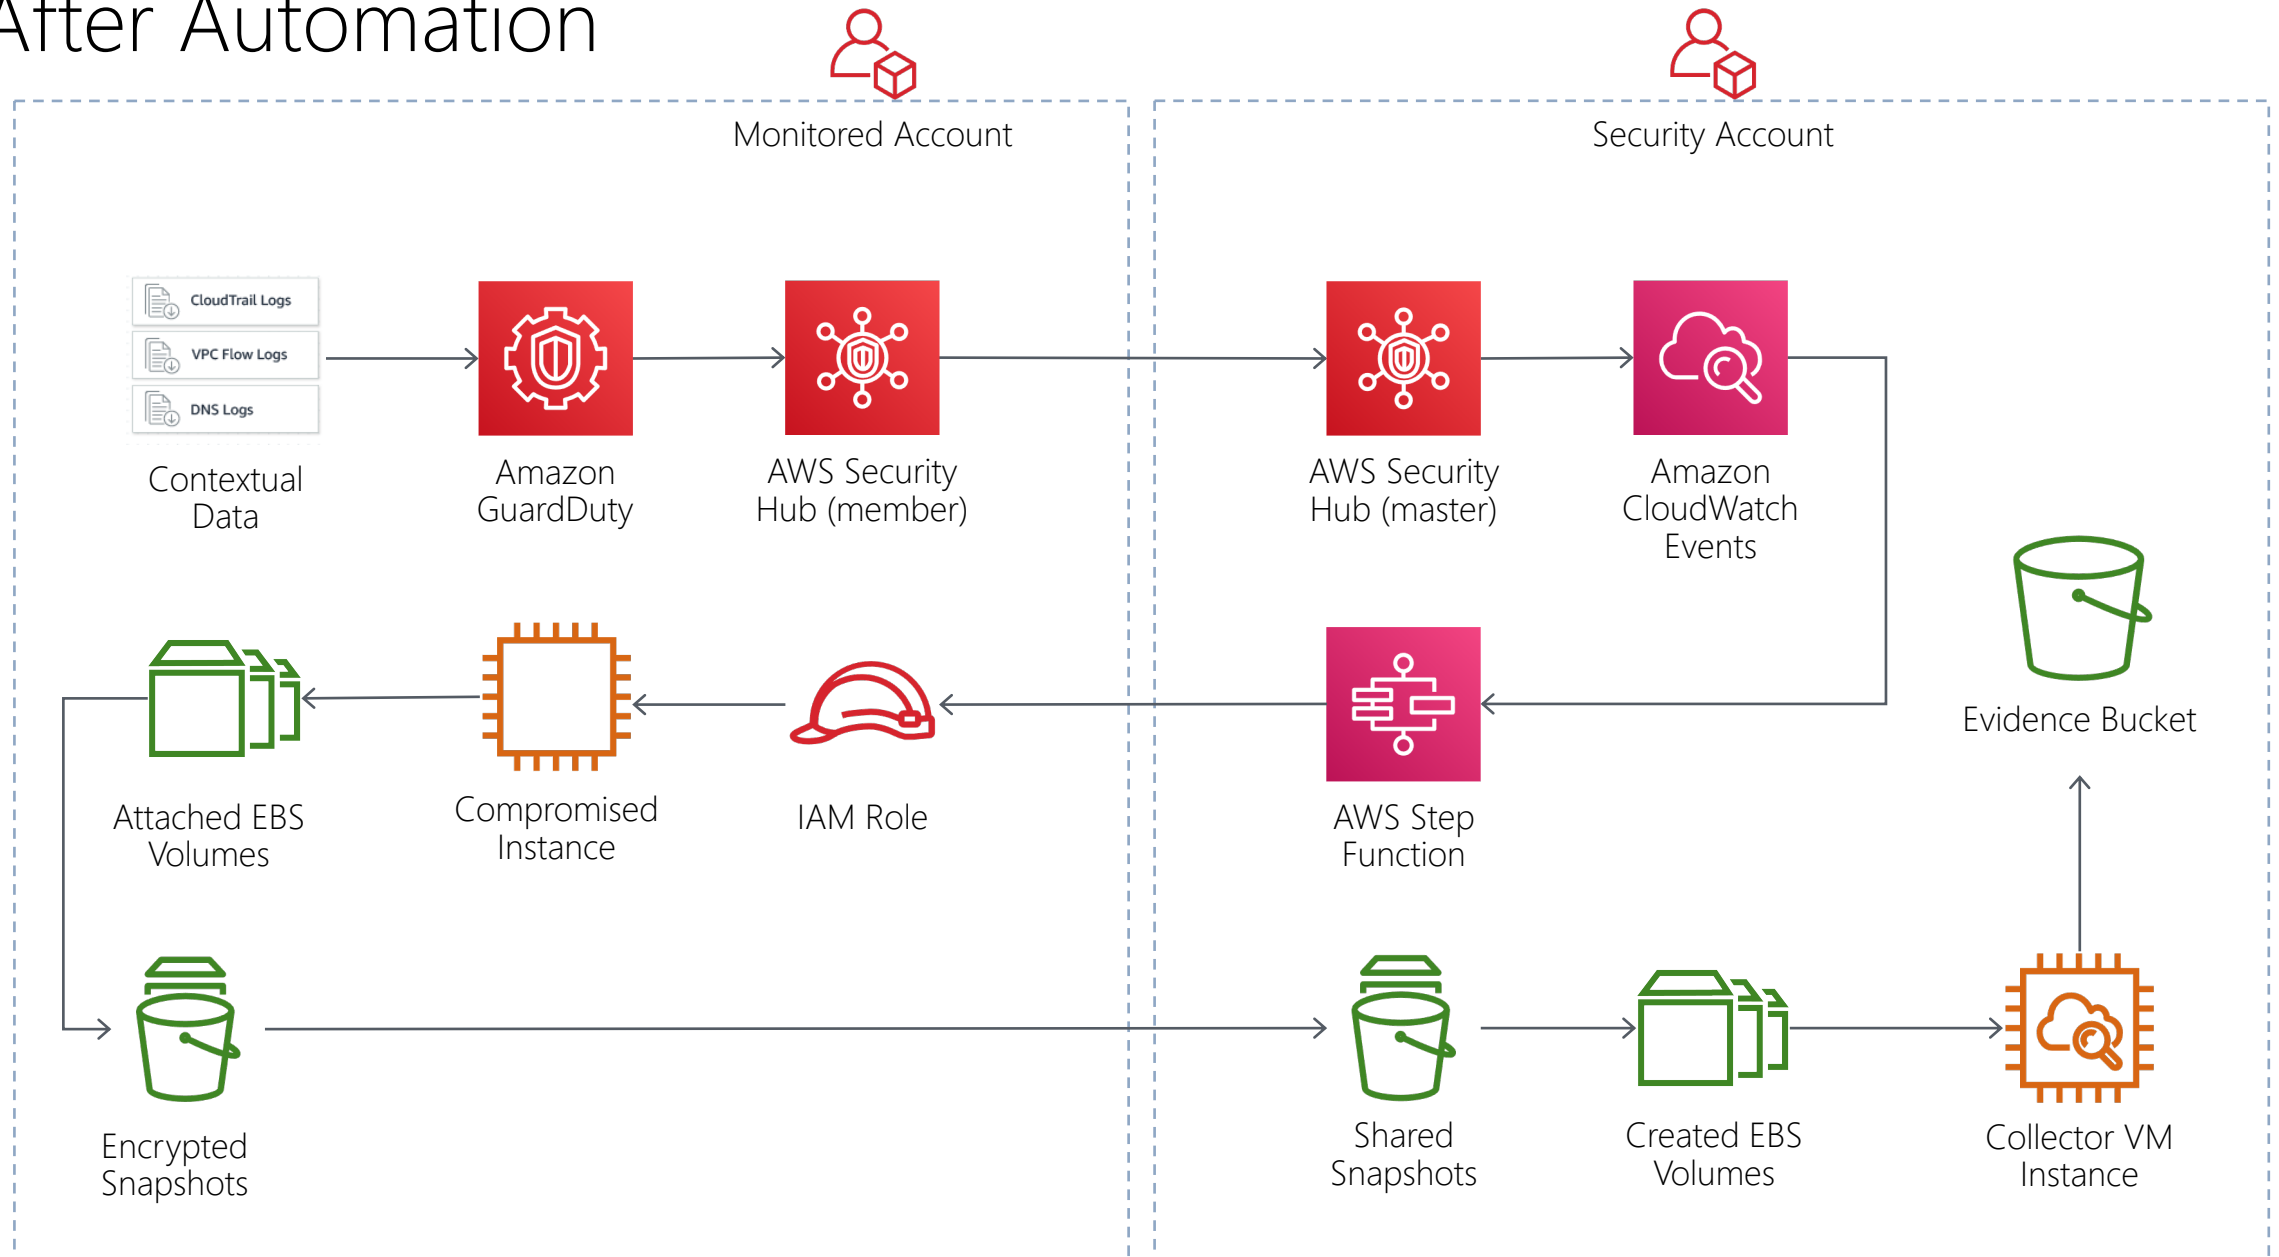 After Automation
Monitored Account
Security Account
CloudTrail Logs
VPC Flow Logs
DNS Logs
Contextual
Data
Amazon
GuardDuty
AWS Security
Hub (member)
AWS Security
Hub (master)
Amazon
CloudWatch
Events
Evidence Bucket
Attached EBS
Volumes
Compromised
Instance
IAM Role
AWS Step
Function
Encrypted
Snapshots
Shared
Snapshots
Created EBS
Volumes
Collector VM
Instance